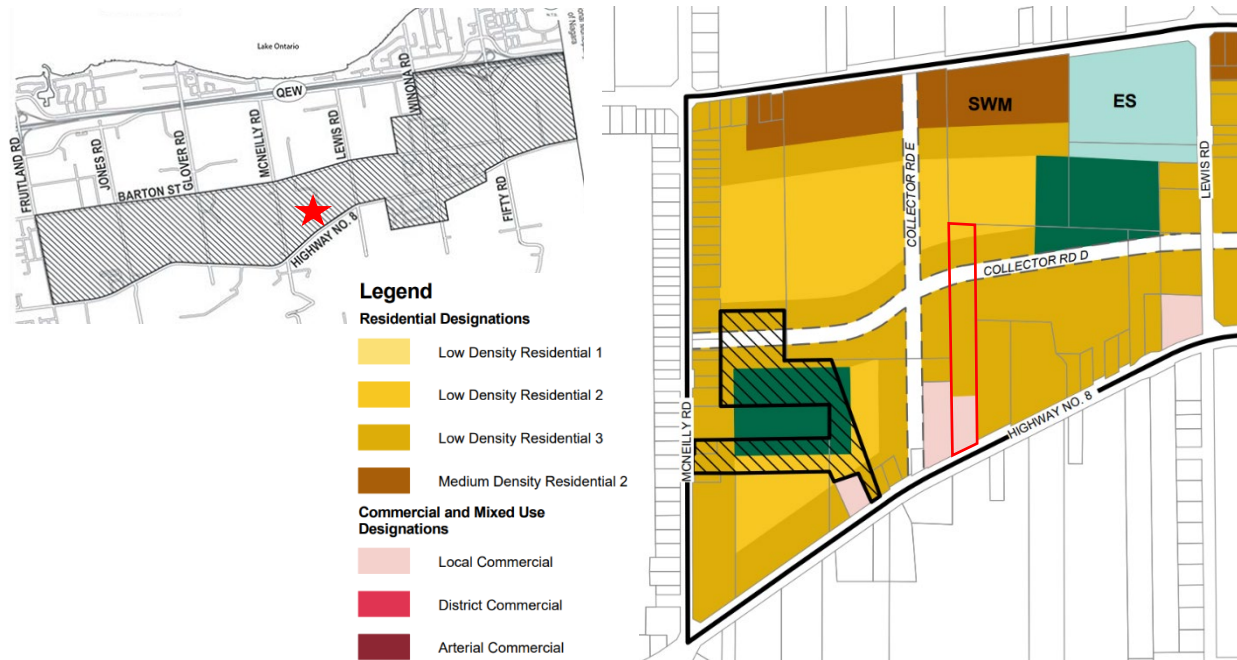 Lake Ontario
of Niagara
QEW
WINONA RD
FRUITLAND RD
JONES RD
GLOVER RD
MCNEILLY RD
LEWIS RD
BARTON ST
FIFTY RD
HIGHWAY NO. 8
Legend
Residential Designations
Low Density Residential 1
Low Density Residential 2
Low Density Residential 3
Medium Density Residential 2
Commercial and Mixed Use
Designations
Local Commercial
District Commercial
Arterial Commercial
SWM
ES
COLLECTOR RD E
LEWIS RD
COLLECTOR RD D
MCNEILLY RD
HIGHWAY NO. 8